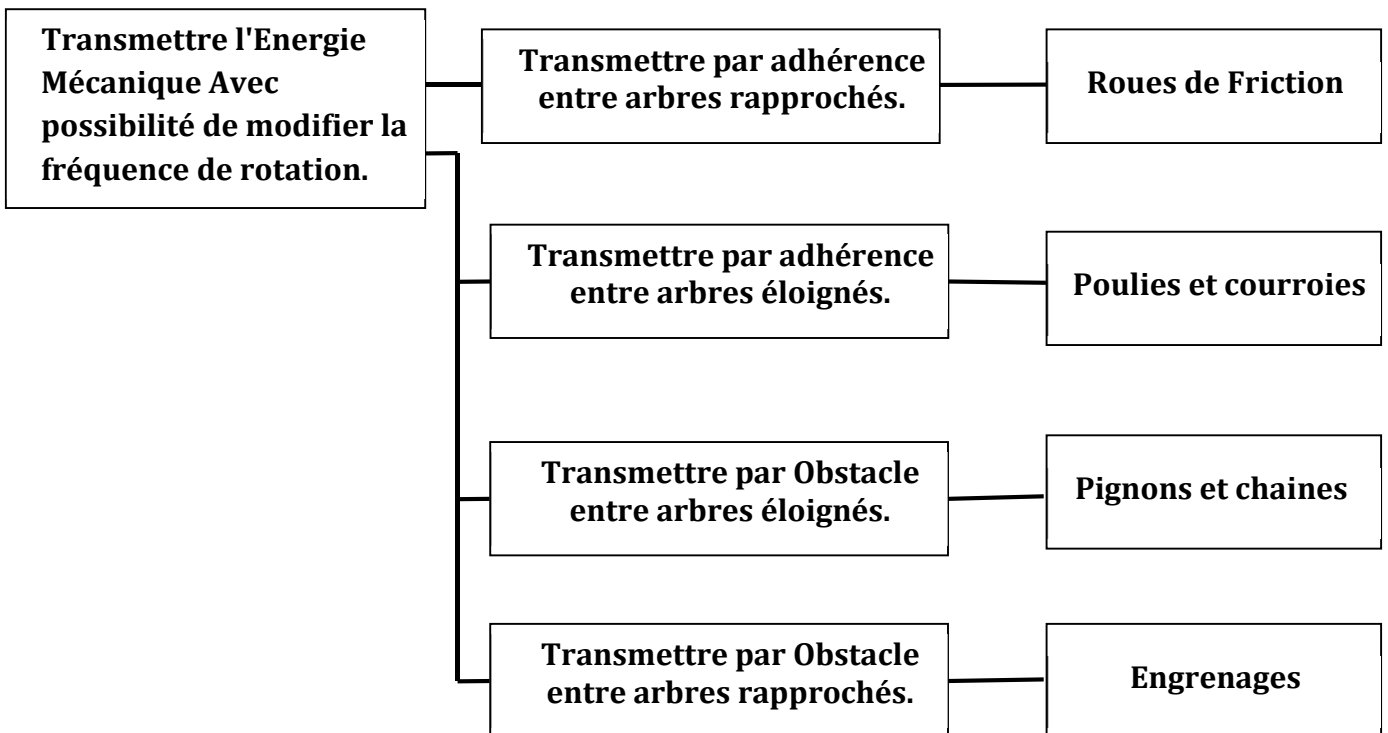 Transmettre l'Energie
Mécanique Avec
possibilité de modifier la
fréquence de rotation.
Transmettre par adhérence
entre arbres rapprochés.
Roues de Friction
Transmettre par adhérence
entre arbres éloignés.
Poulies et courroies
Transmettre par Obstacle
entre arbres éloignés.
Pignons et chaines
Transmettre par Obstacle
entre arbres rapprochés.
Engrenages